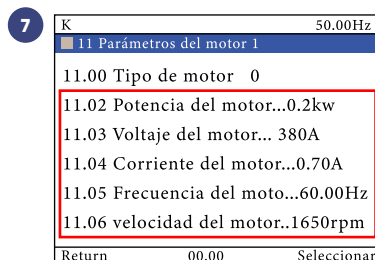 7
K 50.00Hz
11 Parámetros del motor 1
11.00 Tipo de motor 0
11.02 Potencia del motor...0.2kw
11.03 Voltaje del motor... 380A
11.04 Corriente del motor...0.70A
11.05 Frecuencia del moto...60.00Hz
11.06 velocidad del motor..1650rpm
Return 00.00 Seleccionar